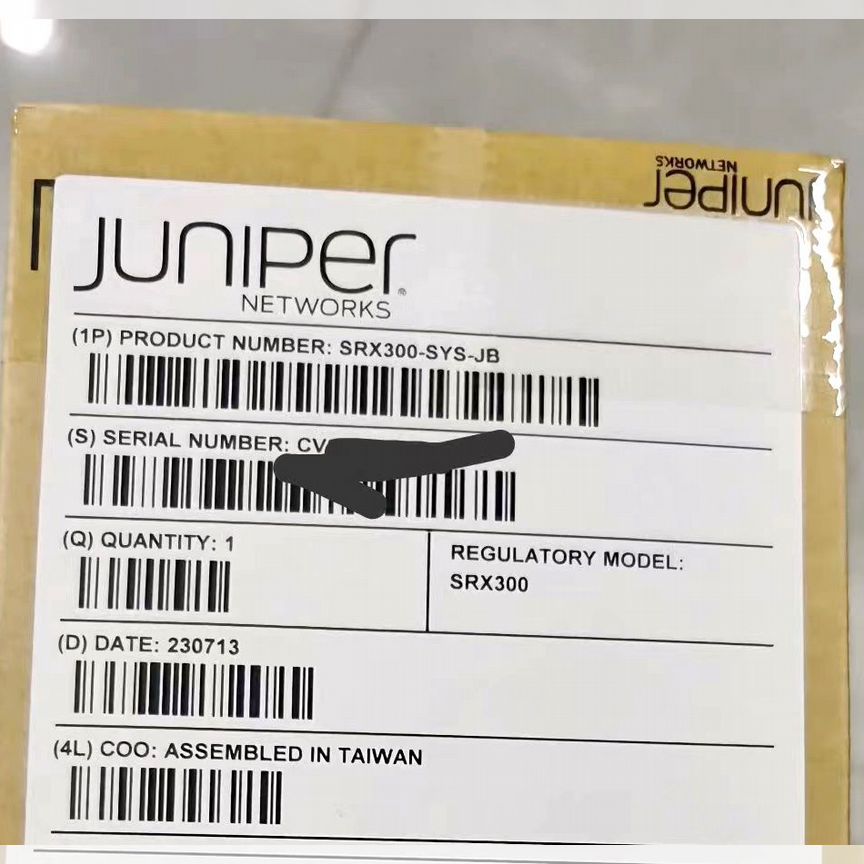 JUNIPER
NETWORKS
JUNIPER
NETWORKS
(1P) PRODUCT NUMBER: SRX300-SYS-JB
(S) SERIAL NUMBER: CV
(Q) QUANTITY: 1
REGULATORY MODEL:
SRX300
(D) DATE: 230713
(4L) COO: ASSEMBLED IN TAIWAN